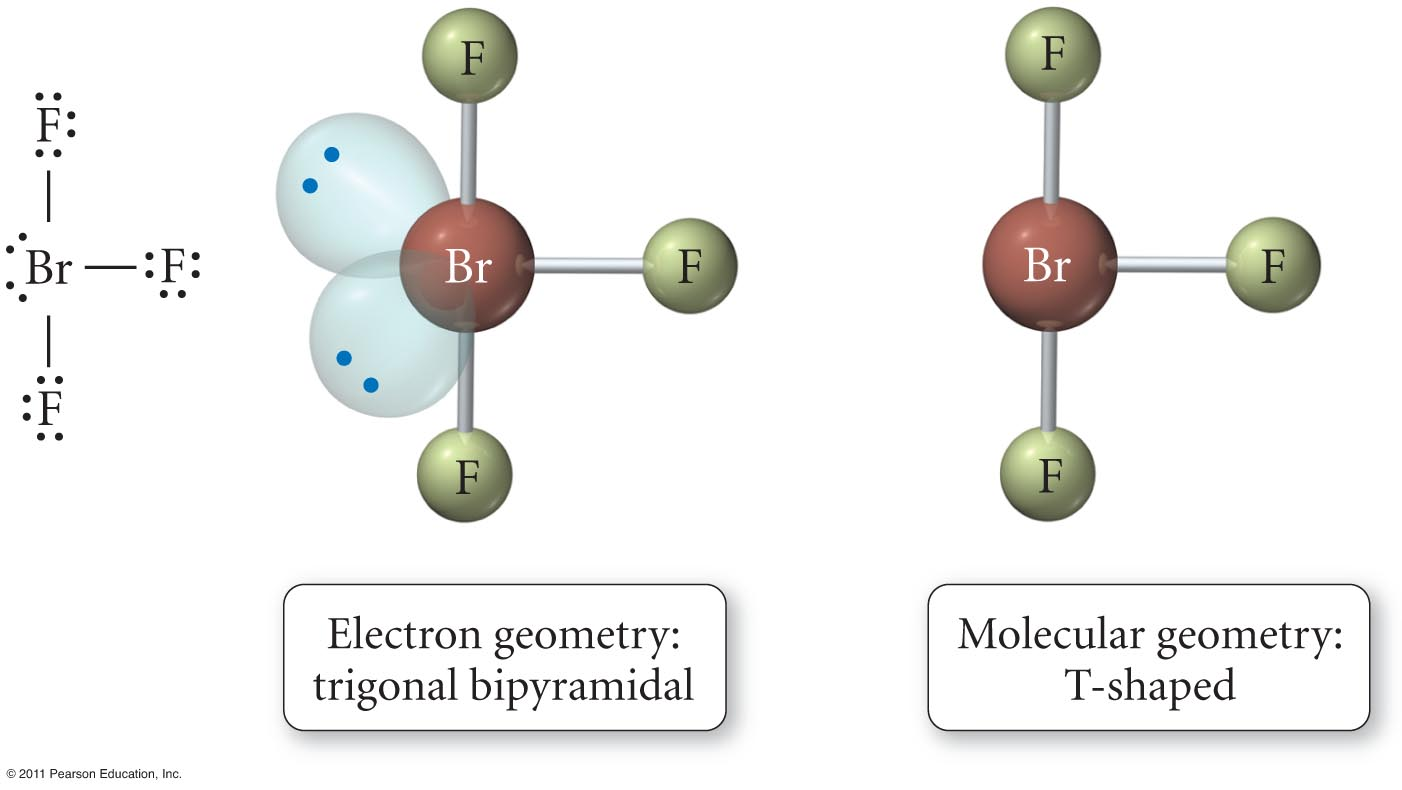 F
Br — F
F
F
Br
F
F
F
Br
F
F
Electron geometry:
trigonal bipyramidal
Molecular geometry:
T-shaped
© 2011 Pearson Education, Inc.